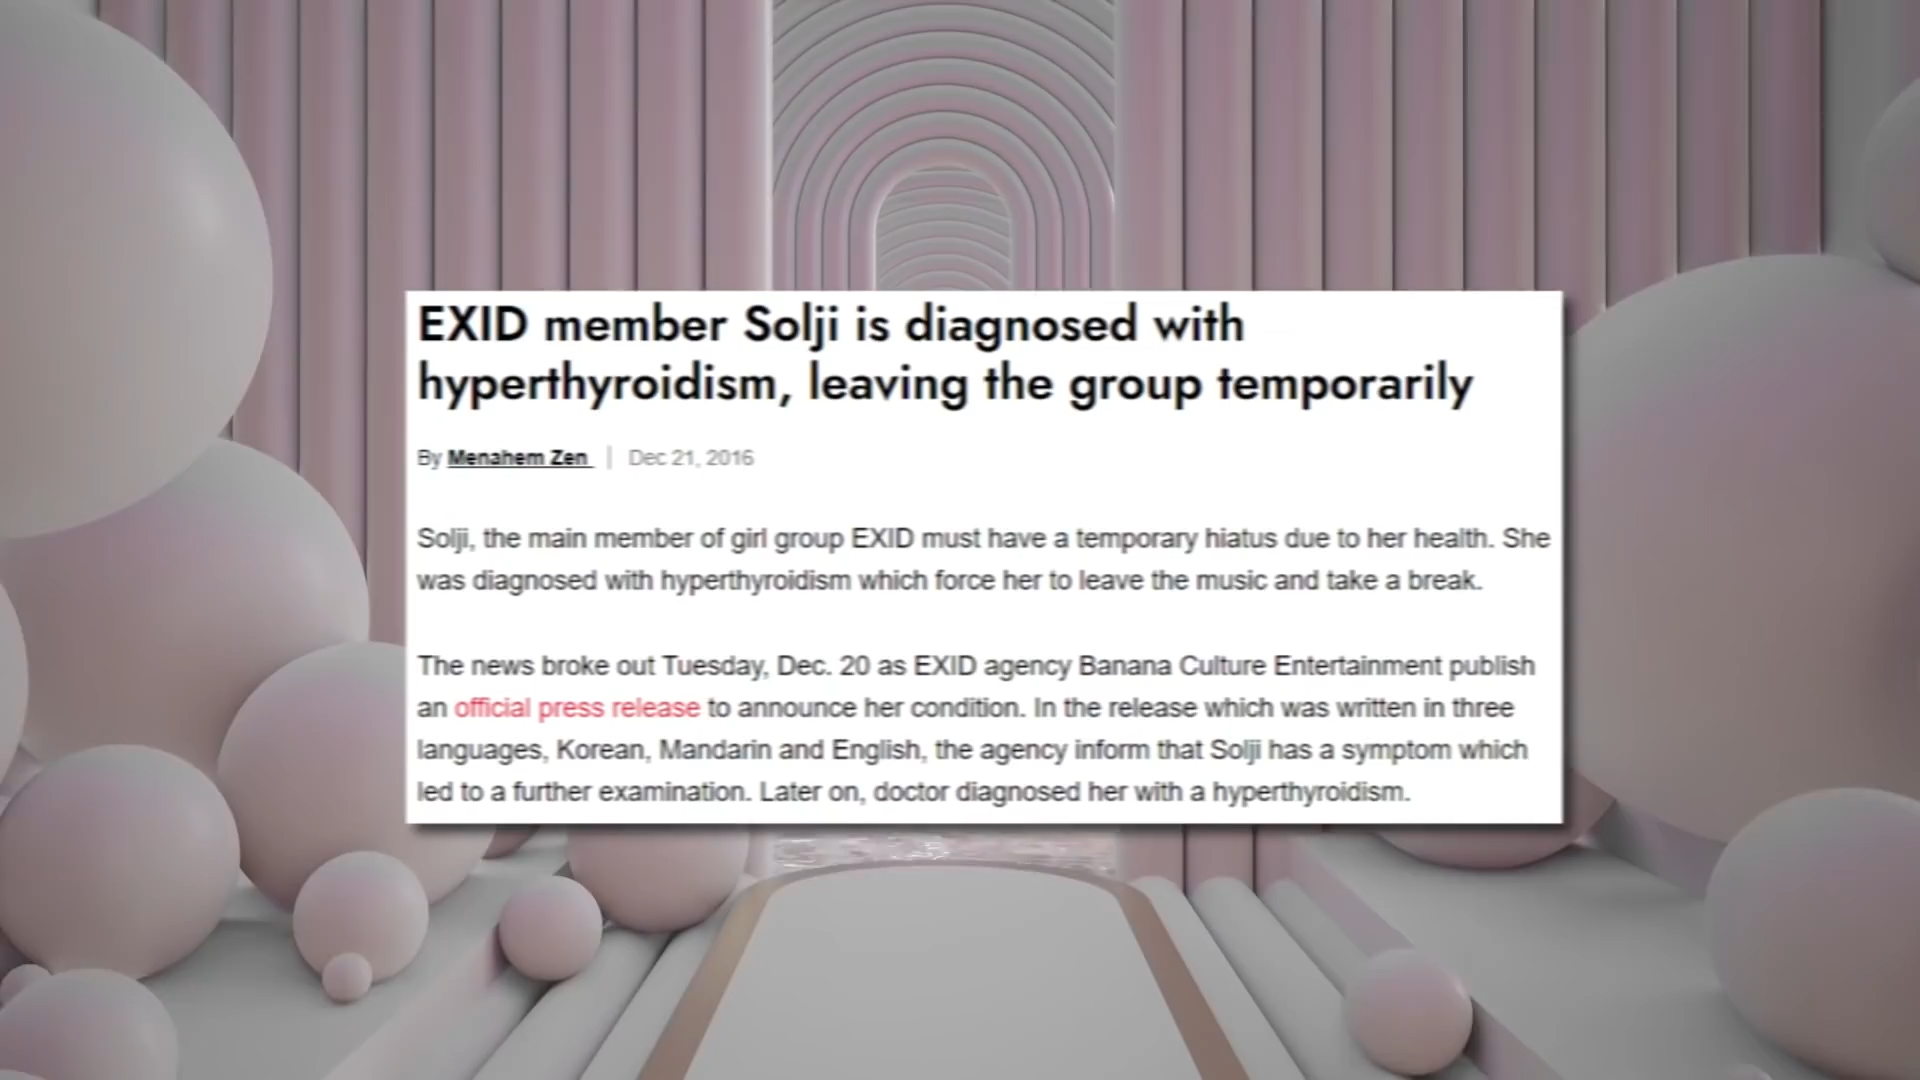 EXID member Solji is diagnosed with
hyperthyroidism, leaving the group temporarily
By Menahem Zen | Dec 21, 2016
Solji, the main member of girl group EXID must have a temporary hiatus due to her health. She
was diagnosed with hyperthyroidism which force her to leave the music and take a break.
The news broke out Tuesday, Dec. 20 as EXID agency Banana Culture Entertainment publish
an official press release to announce her condition. In the release which was written in three
languages, Korean, Mandarin and English, the agency inform that Solji has a symptom which
led to a further examination. Later on, doctor diagnosed her with a hyperthyroidism.